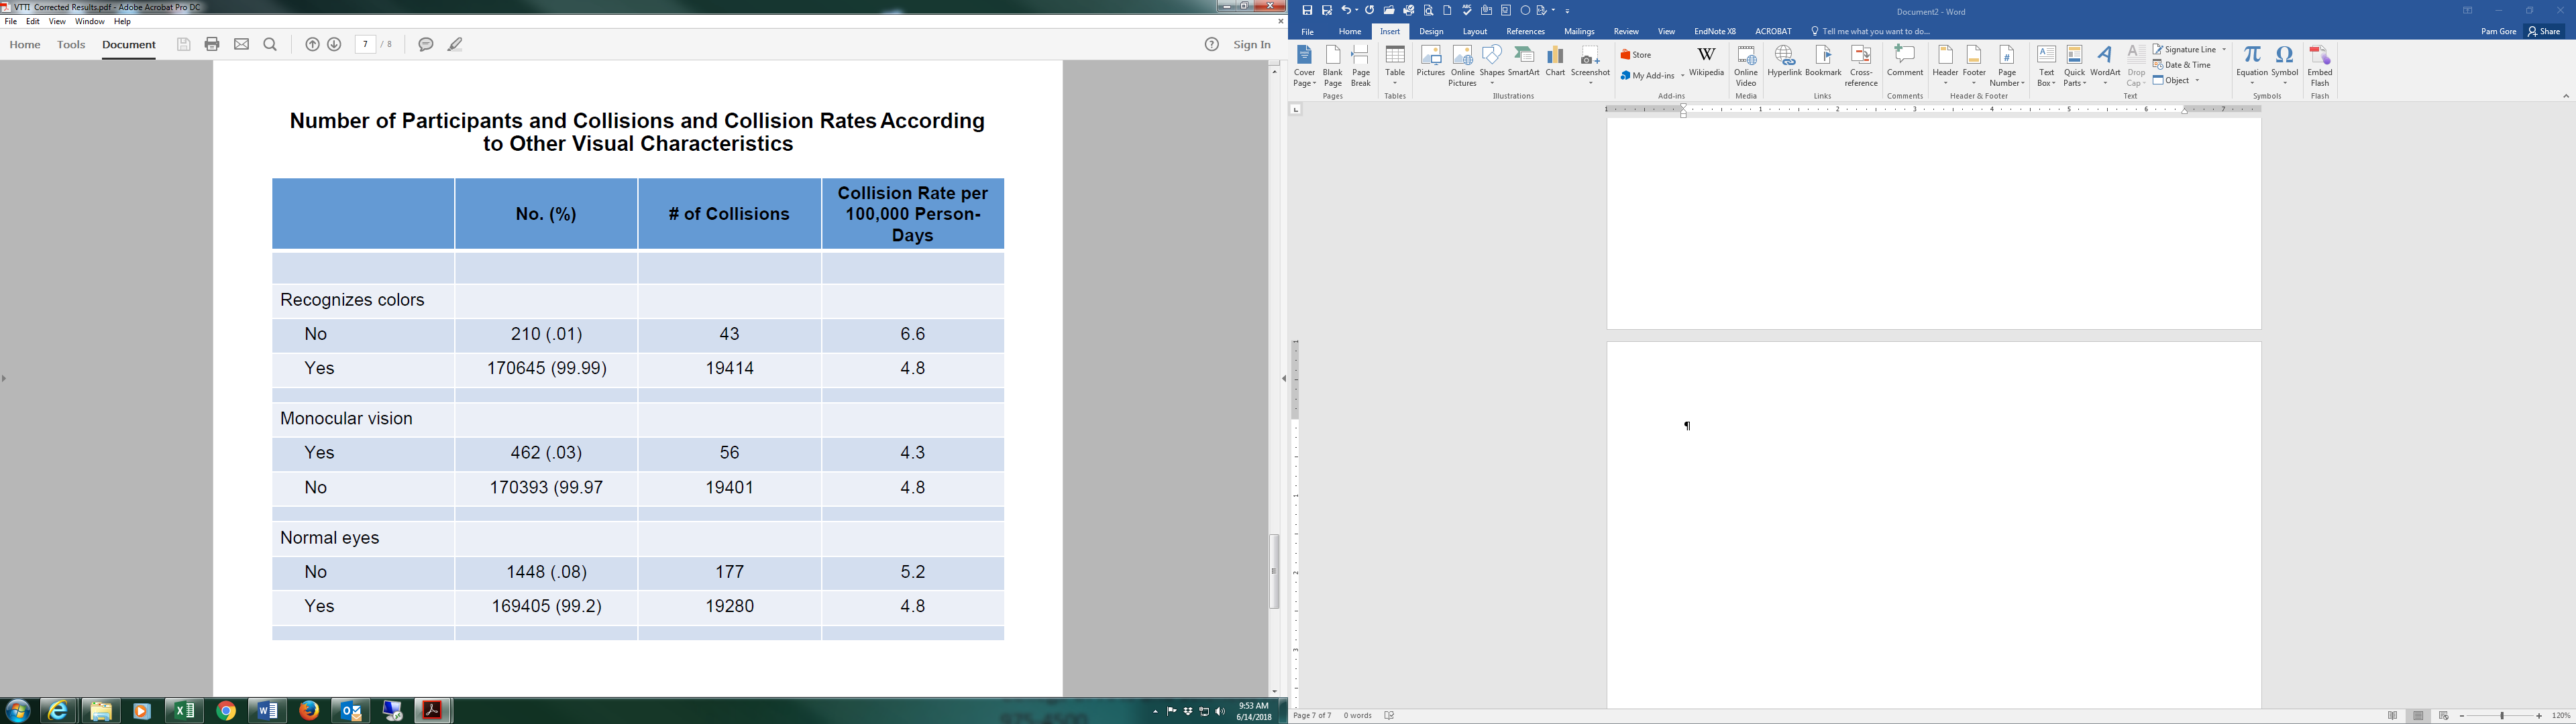 VTTI Corrected Results.pdf - Adobe Acrobat Pro DC
File Edit View Window Help
Home Tools Document 7 / 8 Sign In
Number of Participants and Collisions and Collision Rates According
to Other Visual Characteristics
No. (%) # of Collisions Collision Rate per
100,000 Person-
Days
Recognizes colors
No 210 (.01) 43 6.6
Yes 170645 (99.99) 19414 4.8
Monocular vision
Yes 462 (.03) 56 4.3
No 170393 (99.97 19401 4.8
Normal eyes
No 1448 (.08) 177 5.2
Yes 169405 (99.2) 19280 4.8
9:53 AM
6/14/2018
Document2 - Word
File Home Insert Design Layout References Mailings Review View EndNote X8 ACROBAT Tell me what you want to do... Pam Gore Share
Cover Page Blank Page Page Break
Pages
Table
Tables
Pictures Online Pictures Shapes SmartArt Chart Screenshot
Illustrations
Store
My Add-ins Wikipedia
Add-ins
Online Video
Media
Hyperlink Bookmark Cross-reference
Links
Comment
Comments
Header Footer Page Number
Header & Footer
Text Box Quick Parts WordArt Drop Cap
Signature Line
Date & Time
Object
Text
Equation Symbol
Symbols
Embed Flash
Flash
1 1 2 3 4 5 6 7
¶
Page 7 of 7 0 words 120%